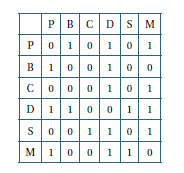 P B C D S M
P 0 1 0 1 0 1
B 1 0 0 1 0 0
C 0 0 0 1 0 1
D 1 1 0 0 1 1
S 0 0 1 1 0 1
M 1 0 0 1 1 0